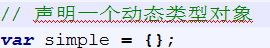 // 声明一个动态类型对象
var simple = {};